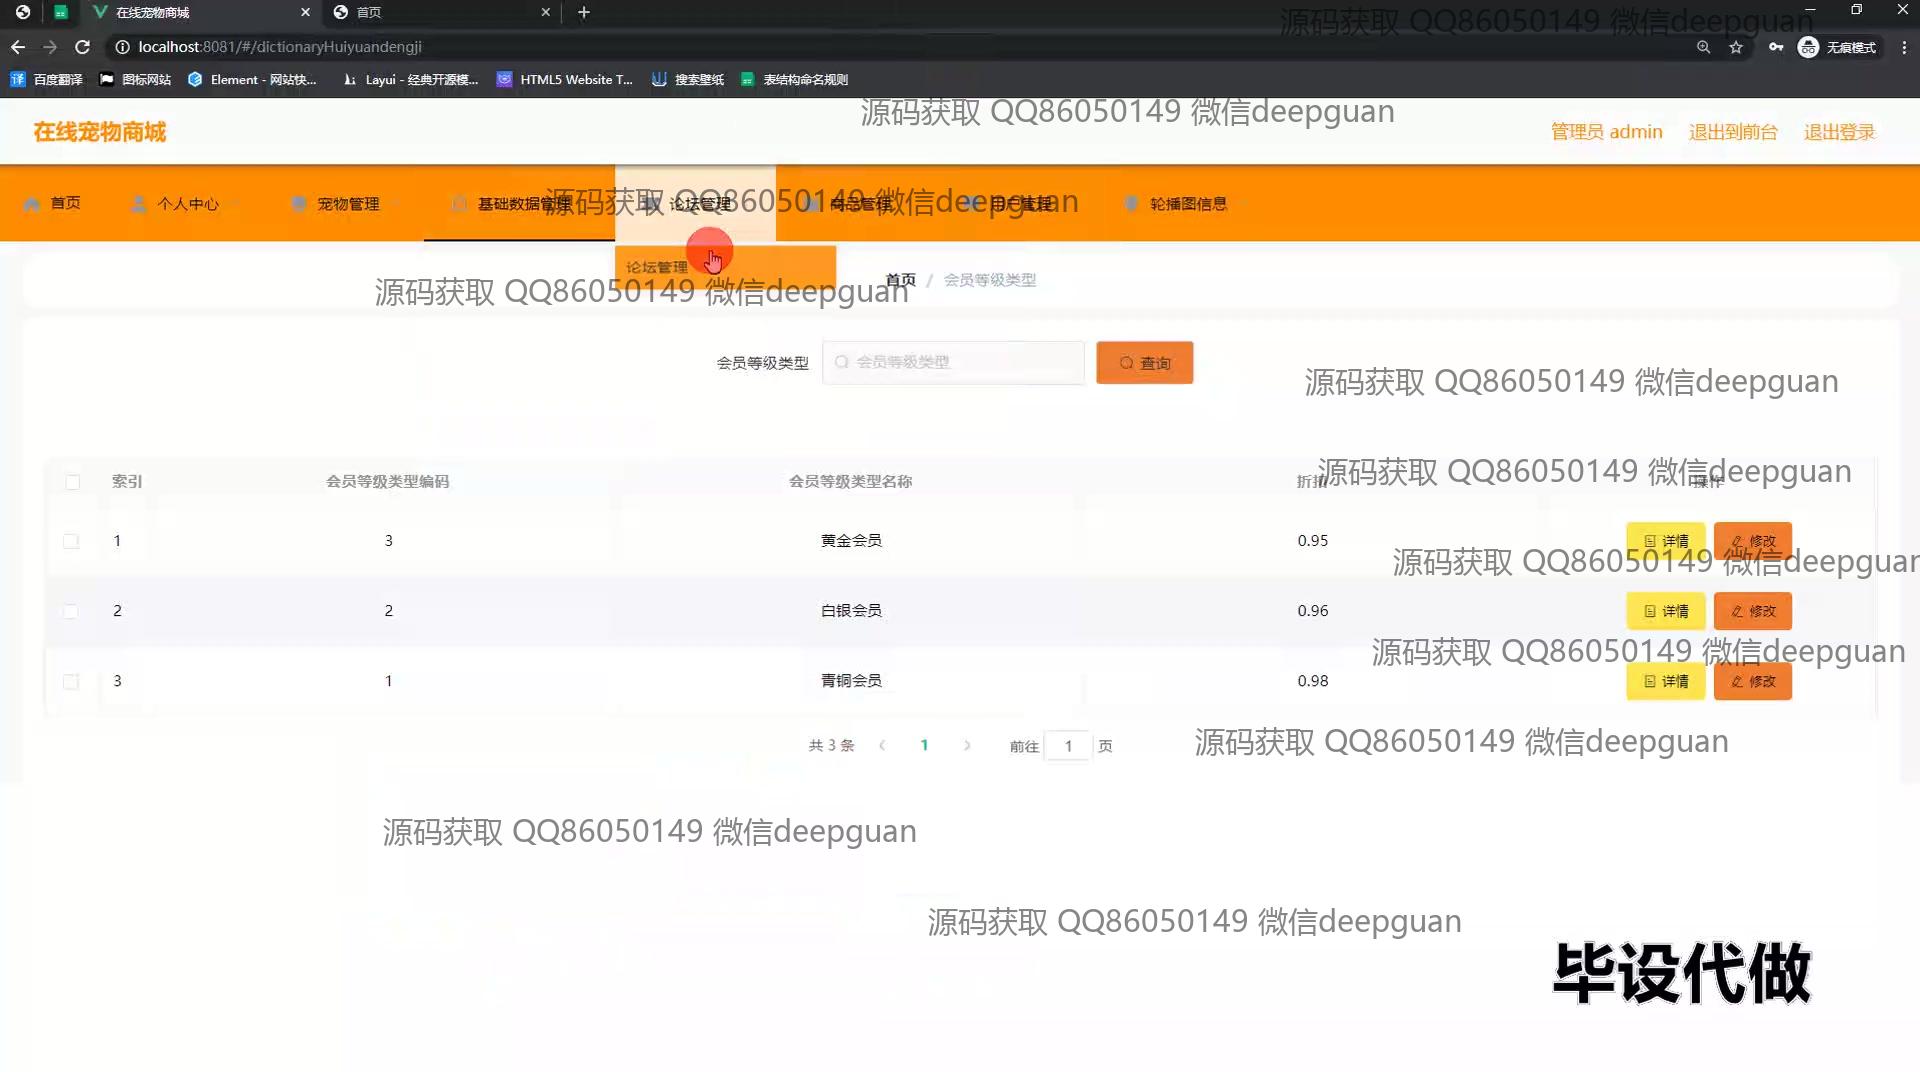 在线宠物商城
首页
localhost:8081/#/dictionaryHuiyuandengji
无痕模式
百度翻译
图标网站
Element - 网站快...
Layui - 经典开源模...
HTML5 Website T...
搜索壁纸
表结构命名规则
源码获取 QQ86050149 微信deepguan
源码获取 QQ86050149 微信deepguan
在线宠物商城
管理员 admin
退出到前台
退出登录
首页
个人中心
宠物管理
基础数据管理
论坛管理
商品管理
用户管理
轮播图信息
源码获取 QQ86050149 微信deepguan
论坛管理
首页 / 会员等级类型
源码获取 QQ86050149 微信deepguan
会员等级类型
会员等级类型
查询
源码获取 QQ86050149 微信deepguan
索引 会员等级类型编码 会员等级类型名称 折扣 操作
源码获取 QQ86050149 微信deepguan
1 3 黄金会员 0.95 详情 修改
源码获取 QQ86050149 微信deepguan
2 2 白银会员 0.96 详情 修改
源码获取 QQ86050149 微信deepguan
3 1 青铜会员 0.98 详情 修改
共 3 条 1 前往 1 页
源码获取 QQ86050149 微信deepguan
源码获取 QQ86050149 微信deepguan
源码获取 QQ86050149 微信deepguan
毕设代做